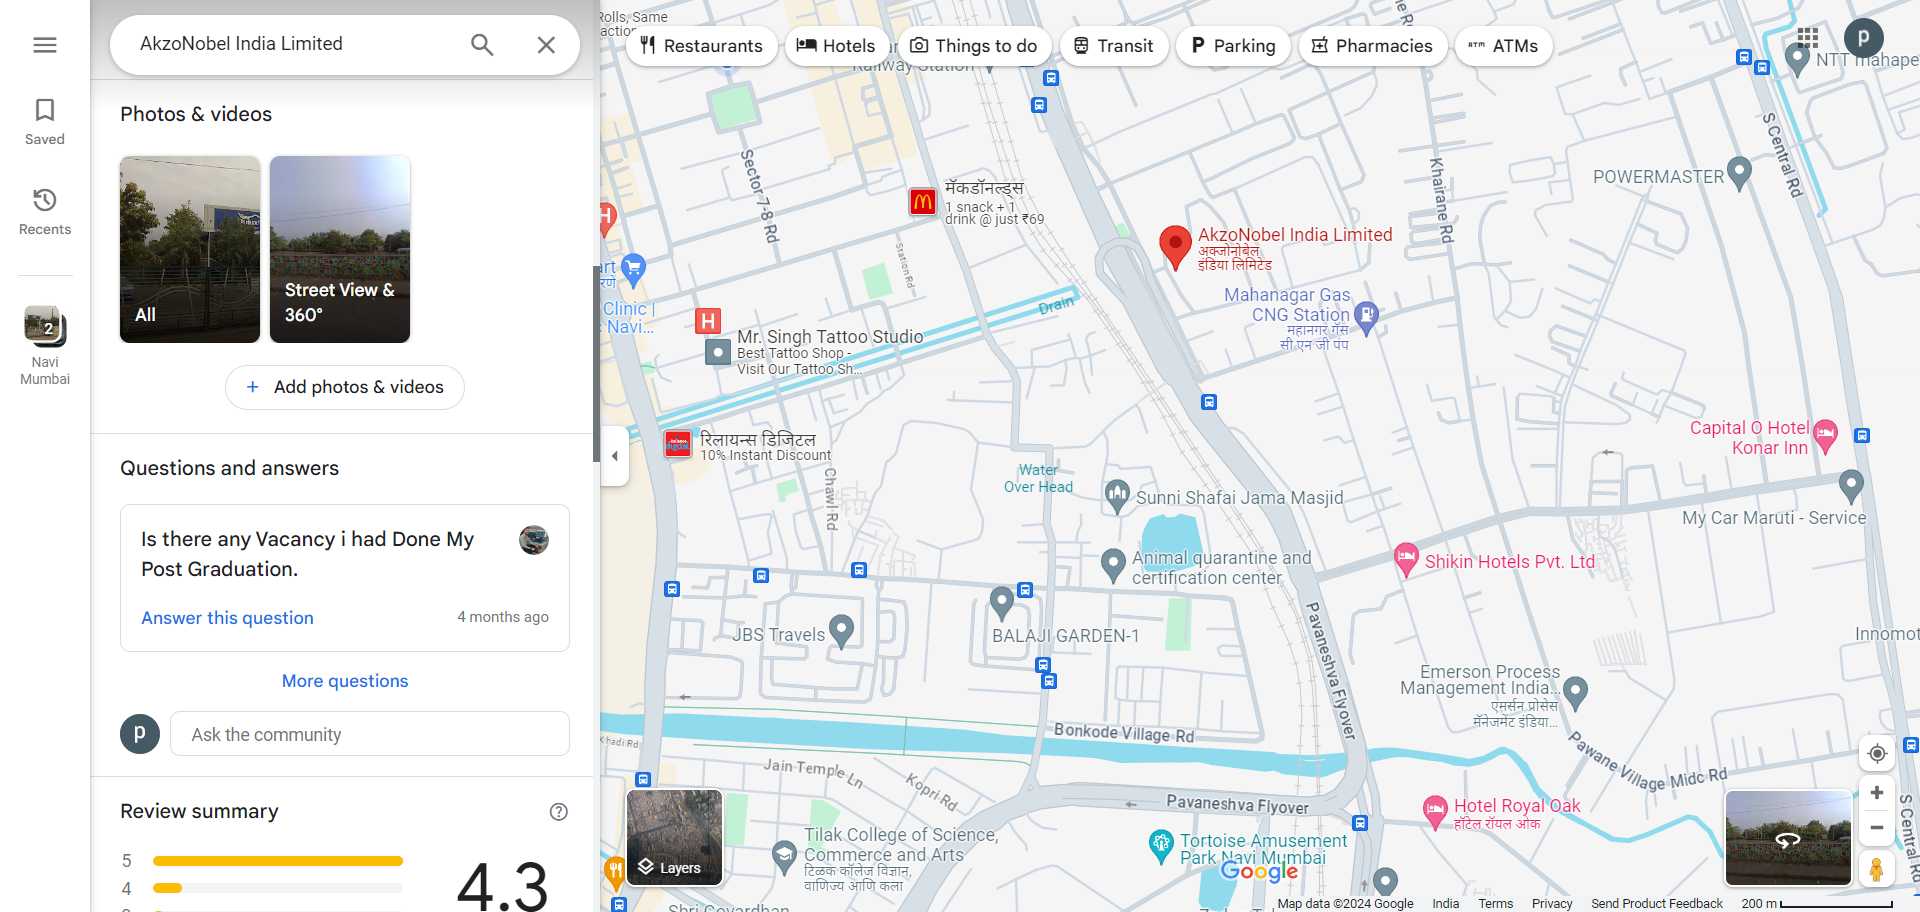 AkzoNobel India Limited
Saved
Recents
2
Navi
Mumbai
Photos & videos
All
Street View &
360°
+ Add photos & videos
Questions and answers
Is there any Vacancy i had Done My
Post Graduation.
Answer this question
4 months ago
More questions
p
Ask the community
Review summary
5
4
4.3
Rolls, Same
Restaurants
Hotels
Things to do
Transit
P Parking
Pharmacies
ATM ATMs
p
Railway Station
NTT mahape
S Central Rd
Sector 7-8 Rd
मॅकडॉनल्ड्स
1 snack + 1
drink @ just ₹69
Khairane Rd
POWERMASTER
AkzoNobel India Limited
अक्जोनोबेल
इंडिया लिमिटेड
Station Rd
H
Clinic |
Navi...
Drain
Mahanagar Gas
CNG Station
महानगर गॅस
सी एन जी पंप
H
Mr. Singh Tattoo Studio
Best Tattoo Shop -
Visit Our Tattoo Sh...
रिलायन्स डिजिटल
10% Instant Discount
Chawl Rd
Water
Over Head
Sunni Shafai Jama Masjid
Capital O Hotel
Konar Inn
My Car Maruti - Service
Animal quarantine and
certification center
Shikin Hotels Pvt. Ltd
JBS Travels
BALAJI GARDEN-1
Pavaneshva Flyover
Innomot
Emerson Process
Management India...
एमर्सन प्रोसेस
मॅनेजमेंट इंडिया...
Khadi Rd
Bonkode Village Rd
Pawane Village Midc Rd
Jain Temple Ln
Kopri Rd
Pavaneshva Flyover
Hotel Royal Oak
हॉटेल रॉयल ओक
S Central Rd
Layers
Tilak College of Science,
Commerce and Arts
टिळक कॉलेज विज्ञान,
वाणिज्य आणि कला
Tortoise Amusement
Park Navi Mumbai
Google
Shri Govardhan
Map data ©2024 Google
India
Terms
Privacy
Send Product Feedback
200 m